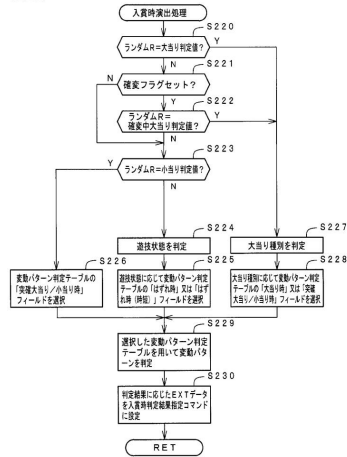 入賞時演出処理
S220
ランダムR=大当り判定値?
Y
N
S221
確変フラグセット?
N
Y
S222
ランダムR=
確変中大当り判定値?
Y
N
S223
ランダムR=小当り判定値?
Y
N
S224
遊技状態を判定
S227
大当り種別を判定
S226
変動パターン判定テーブルの
「突確大当り/小当り時」
フィールドを選択
S225
遊技状態に応じて変動パターン判定
テーブルの「はずれ時」又は「はず
れ時(時短)」フィールドを選択
S228
大当り種別に応じて変動パターン判定
テーブルの「大当り時」又は「突確
大当り/小当り時」フィールドを選択
S229
選択した変動パターン判定
テーブルを用いて変動パタ
ーンを判定
S230
判定結果に応じたEXTデータ
を入賞時判定結果指定コマンド
に設定
RET